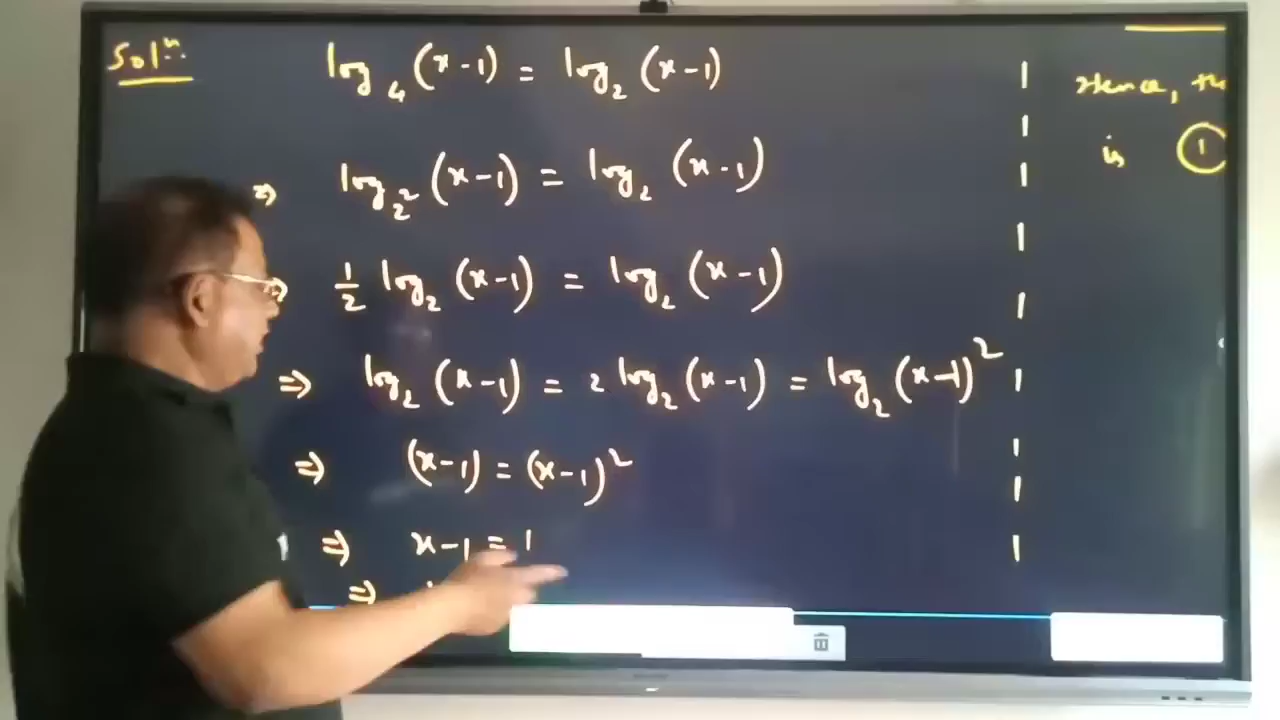 Solⁿ.
log₄(x-1) = log₂(x-1)
⇒ log₂²(x-1) = log₂(x-1)
⇒ 1/2 log₂(x-1) = log₂(x-1)
⇒ log₂(x-1) = 2 log₂(x-1) = log₂(x-1)²
⇒ (x-1) = (x-1)²
⇒ x-1 = 1
⇒
Hence,
is 1